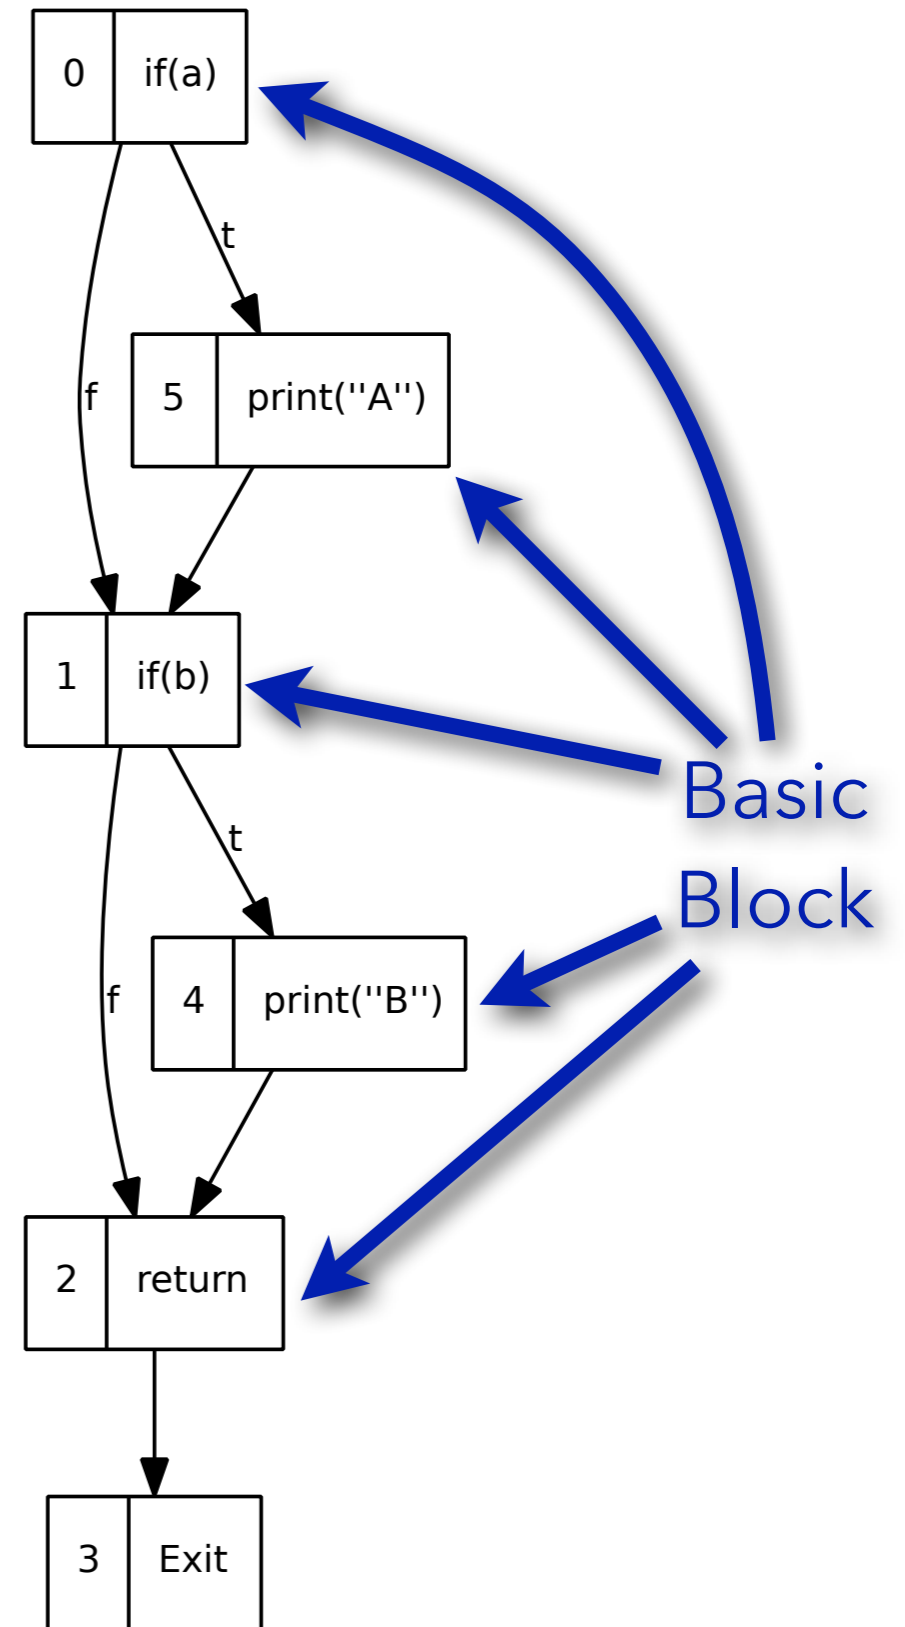 0 if(a)
t
f
5 print(''A'')
1 if(b)
Basic
Block
t
f
4 print(''B'')
2 return
3 Exit